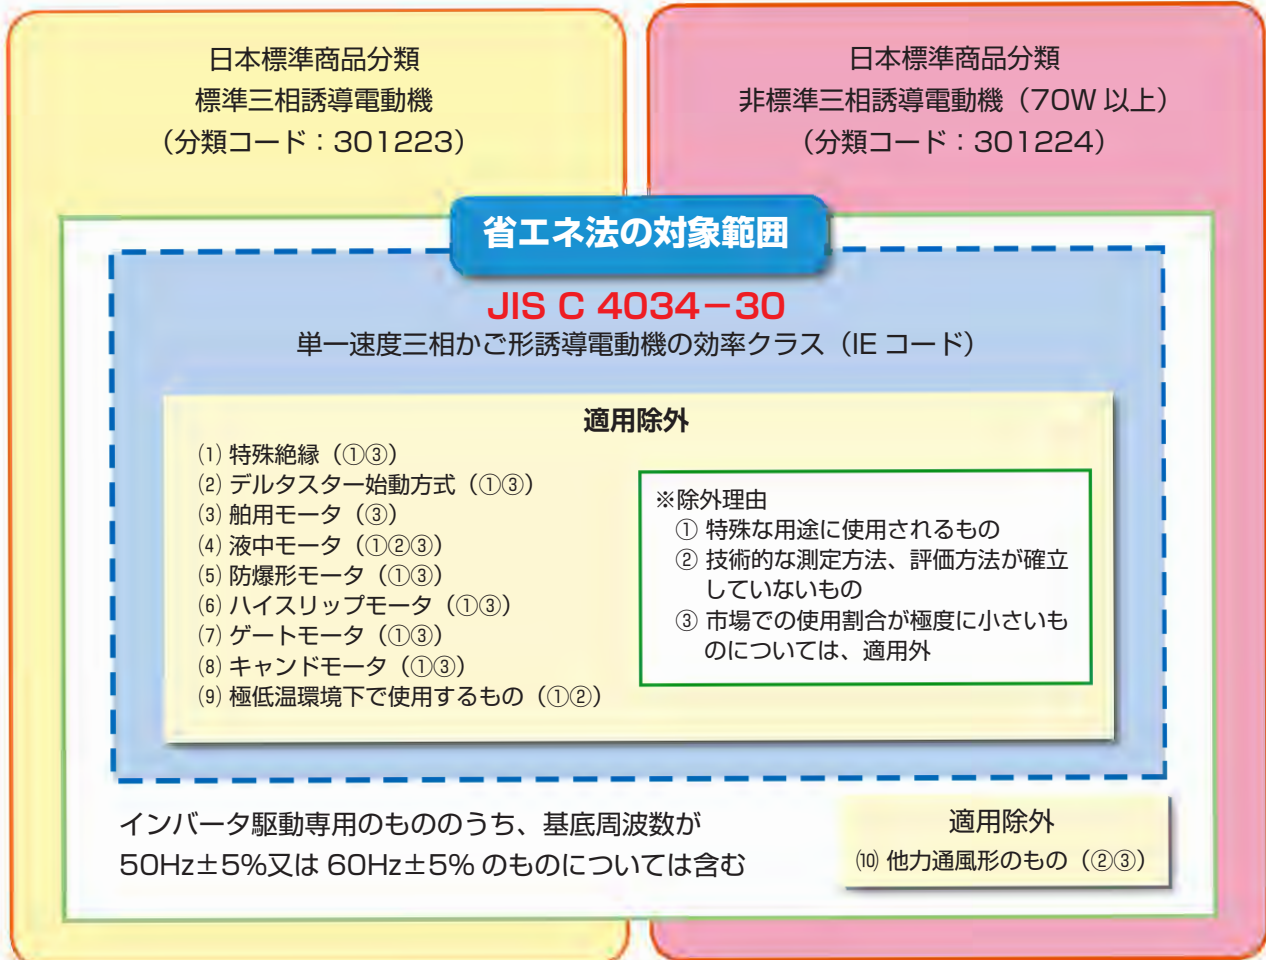 日本標準商品分類
標準三相誘導電動機
（分類コード：301223）
日本標準商品分類
非標準三相誘導電動機（70W 以上）
（分類コード：301224）
省エネ法の対象範囲
JIS C 4034－30
単一速度三相かご形誘導電動機の効率クラス（IE コード）
適用除外
⑴ 特殊絶縁（①③）
⑵ デルタスター始動方式（①③）
⑶ 舶用モータ（③）
⑷ 液中モータ（①②③）
⑸ 防爆形モータ（①③）
⑹ ハイスリップモータ（①③）
⑺ ゲートモータ（①③）
⑻ キャンドモータ（①③）
⑼ 極低温環境下で使用するもの（①②）
※除外理由
① 特殊な用途に使用されるもの
② 技術的な測定方法、評価方法が確立
していないもの
③ 市場での使用割合が極度に小さいも
のについては、適用外
インバータ駆動専用のもののうち、基底周波数が
50Hz±5%又は 60Hz±5% のものについては含む
適用除外
⑽ 他力通風形のもの（②③）